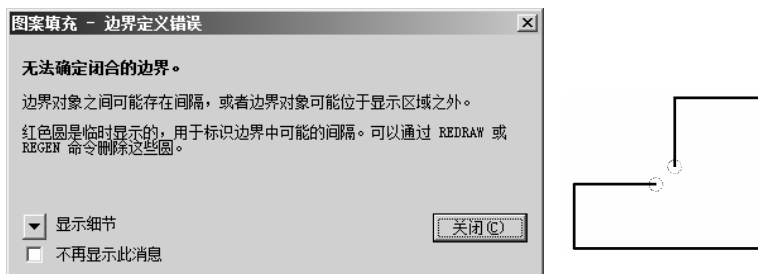 图案填充 - 边界定义错误
无法确定闭合的边界。
边界对象之间可能存在间隔，或者边界对象可能位于显示区域之外。
红色圆是临时显示的，用于标识边界中可能的间隔。可以通过 REDRAW 或
REGEN 命令删除这些圆。
显示细节
关闭(C)
不再显示此消息